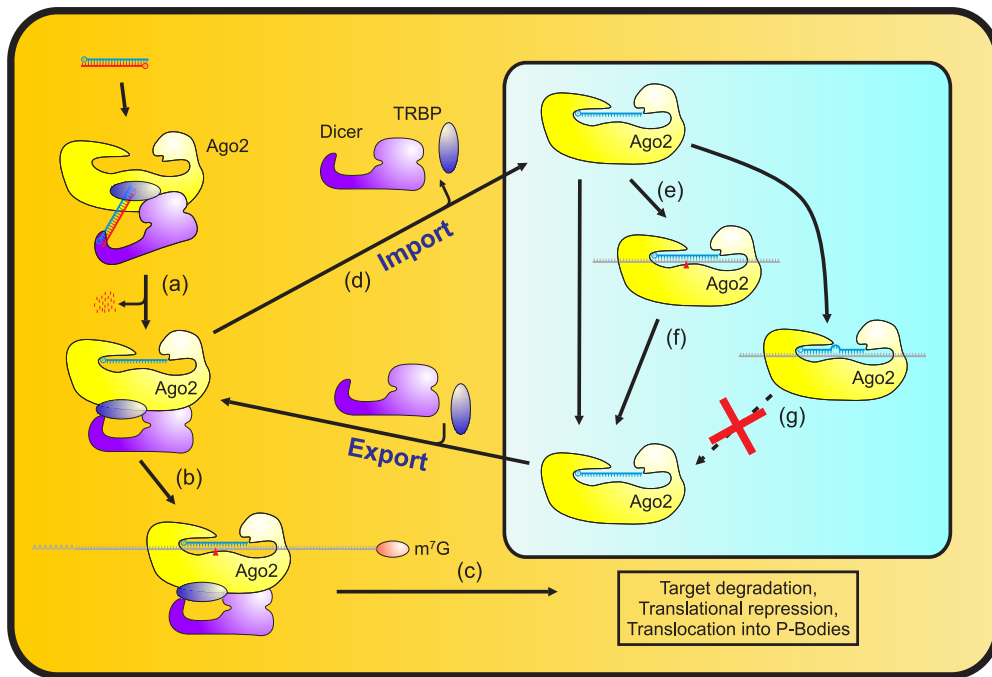 Ago2
Dicer
TRBP
(a)
Ago2
(b)
Ago2
m⁷G
(c)
(d)
Import
Export
Ago2
(e)
Ago2
(f)
Ago2
(g)
Ago2
Target degradation,
Translational repression,
Translocation into P-Bodies